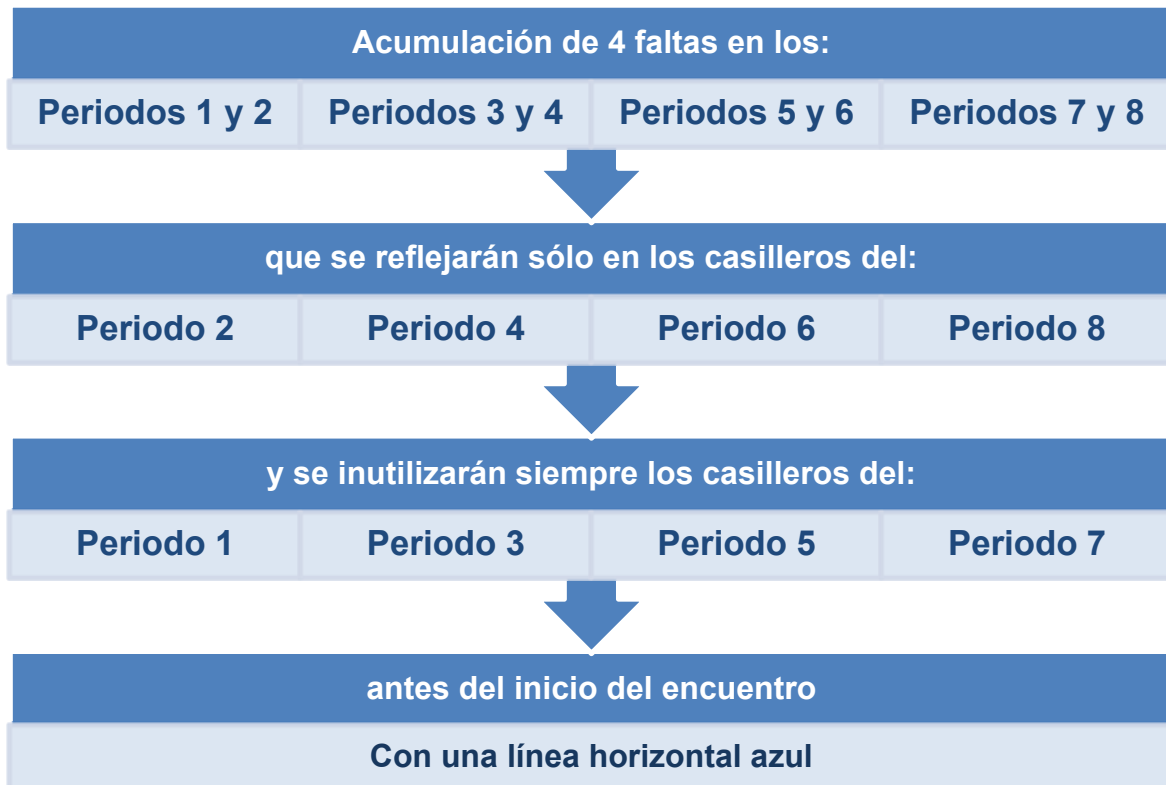 Acumulación de 4 faltas en los:
Periodos 1 y 2 Periodos 3 y 4 Periodos 5 y 6 Periodos 7 y 8
que se reflejarán sólo en los casilleros del:
Periodo 2 Periodo 4 Periodo 6 Periodo 8
y se inutilizarán siempre los casilleros del:
Periodo 1 Periodo 3 Periodo 5 Periodo 7
antes del inicio del encuentro
Con una línea horizontal azul